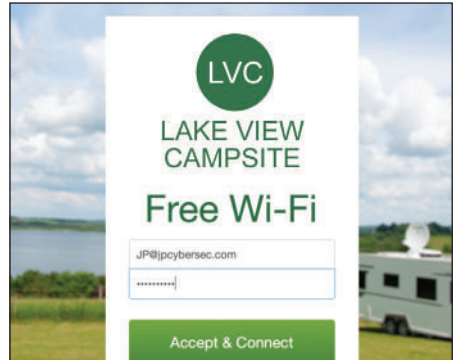 LVC
LAKE VIEW
CAMPSITE
Free Wi-Fi
JP@jpcybersec.com
••••••••••
Accept & Connect